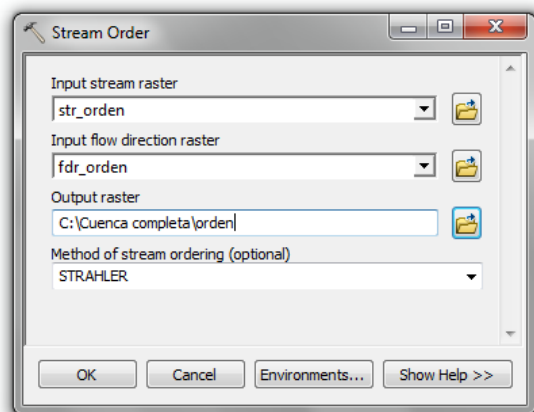 Stream Order
Input stream raster
str_orden
Input flow direction raster
fdr_orden
Output raster
C:\Cuenca completa\orden
Method of stream ordering (optional)
STRAHLER
OK Cancel Environments... Show Help >>